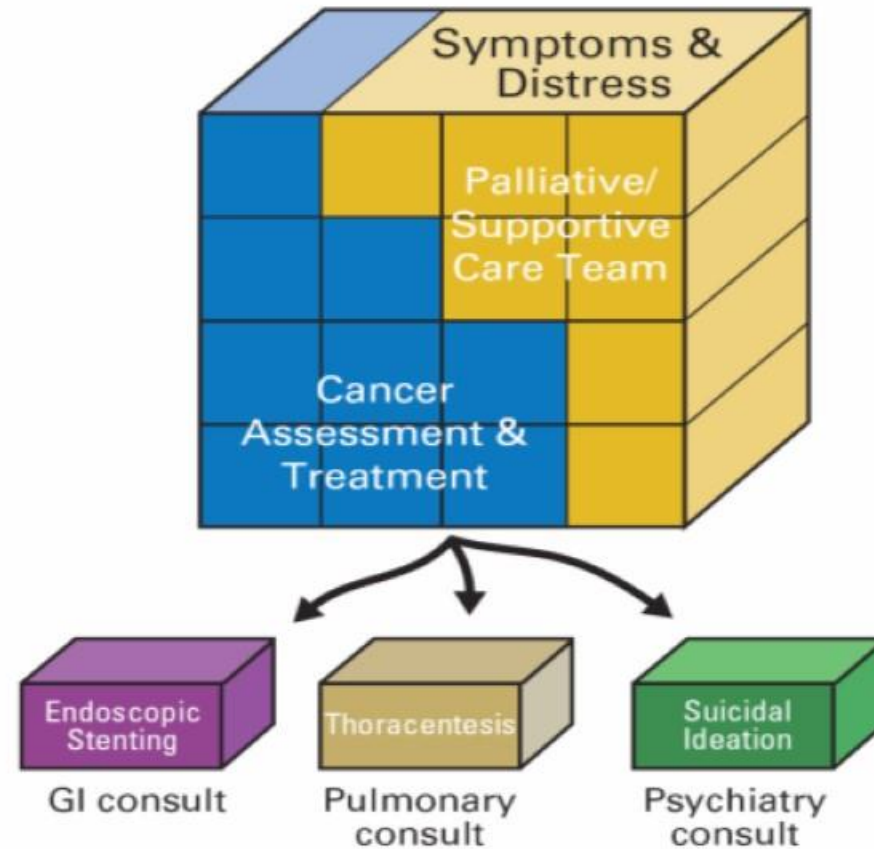 Symptoms &
Distress
Palliative/
Supportive
Care Team
Cancer
Assessment &
Treatment
Endoscopic
Stenting
Thoracentesis
Suicidal
Ideation
GI consult
Pulmonary
consult
Psychiatry
consult